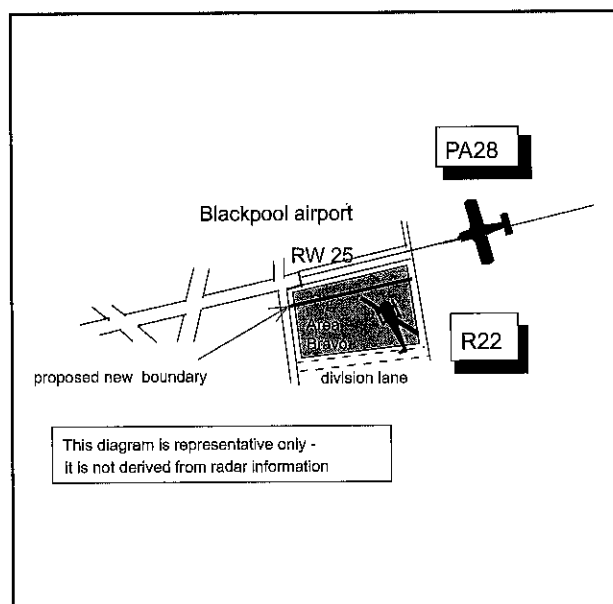 PA28
Blackpool airport
RW 25
Area
Bravo
R22
proposed new boundary
division lane
This diagram is representative only -
it is not derived from radar information